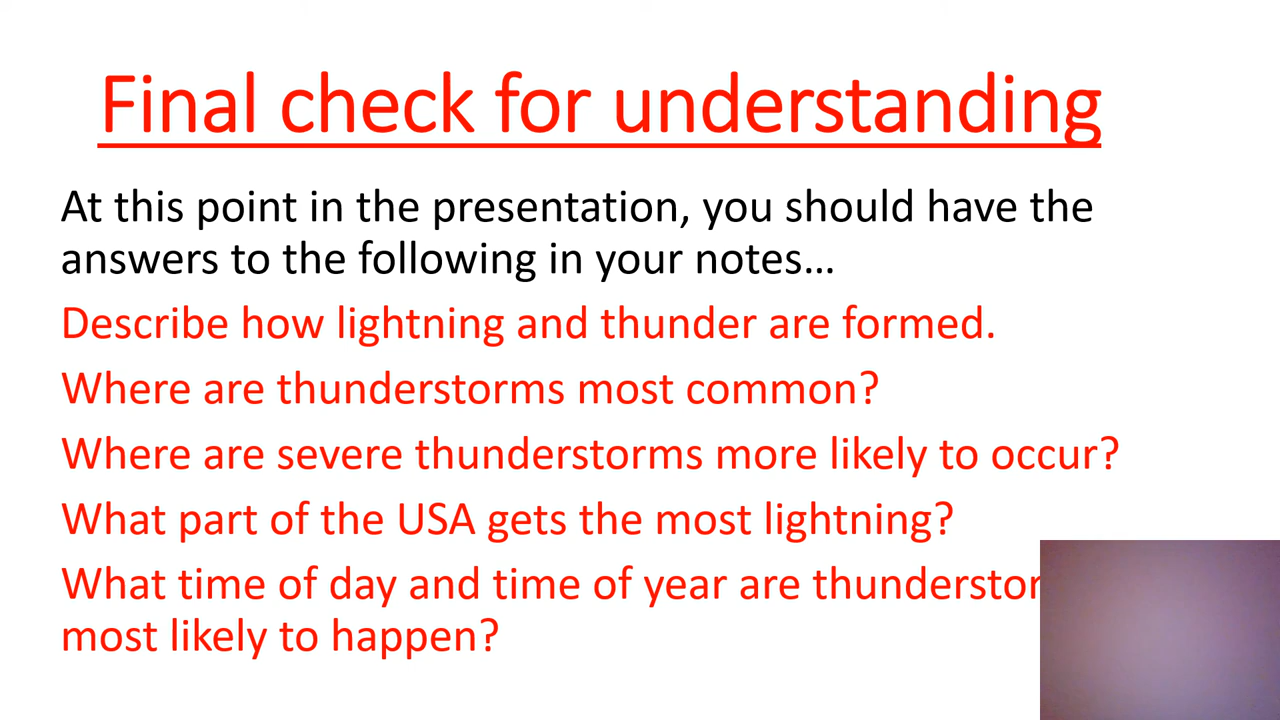 Final check for understanding
At this point in the presentation, you should have the
answers to the following in your notes...
Describe how lightning and thunder are formed.
Where are thunderstorms most common?
Where are severe thunderstorms more likely to occur?
What part of the USA gets the most lightning?
What time of day and time of year are
most likely to happen?